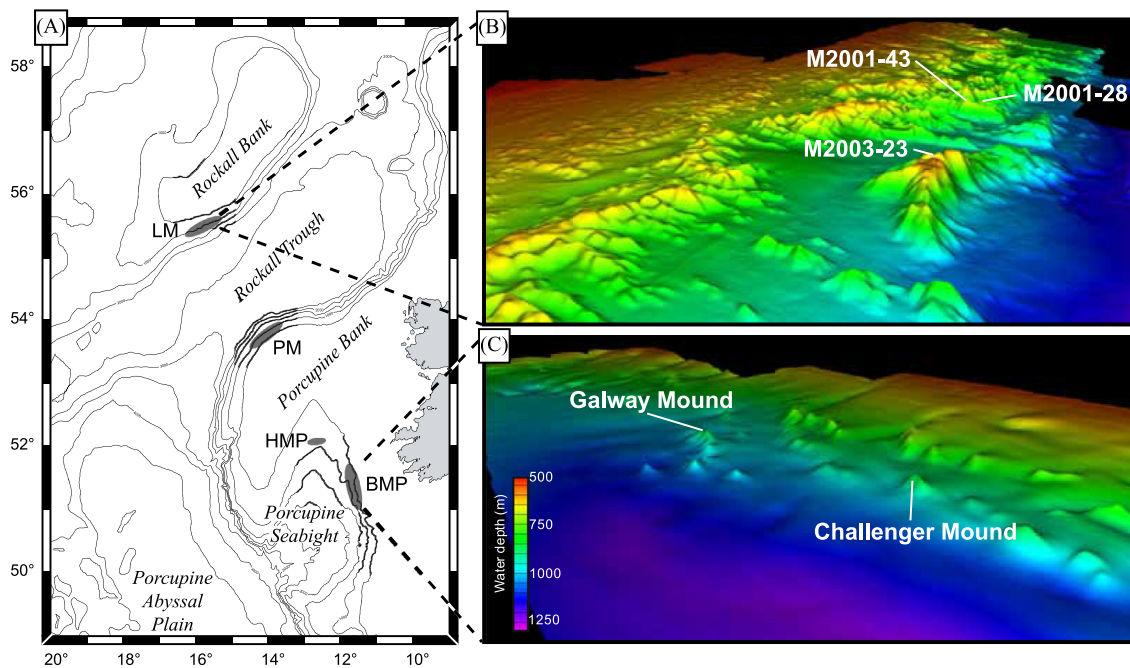 (A)
58°
56°
54°
52°
50°
20°
18°
16°
14°
12°
10°
Rockall Bank
LM
Rockall Trough
PM
Porcupine Bank
HMP
BMP
Porcupine
Seabight
Porcupine
Abyssal
Plain
(B)
M2001-43
M2001-28
M2003-23
(C)
Galway Mound
Challenger Mound
Water depth (m)
500
750
1000
1250